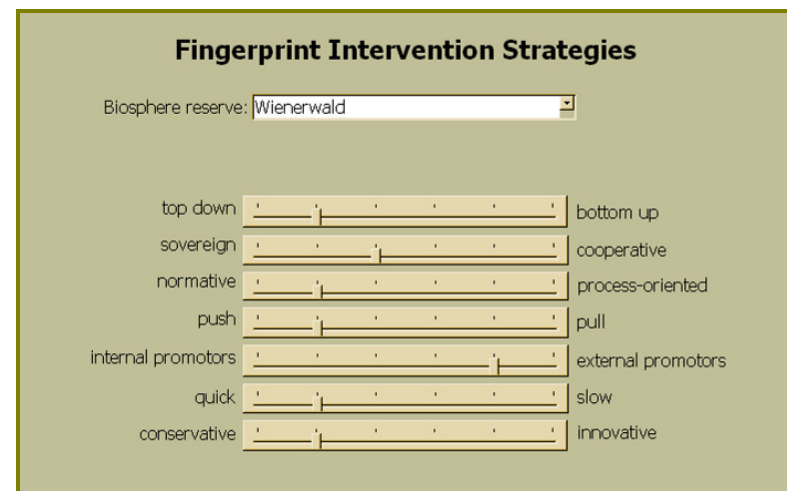 Fingerprint Intervention Strategies
Biosphere reserve: Wienerwald
top down bottom up
sovereign cooperative
normative process-oriented
push pull
internal promotors external promotors
quick slow
conservative innovative